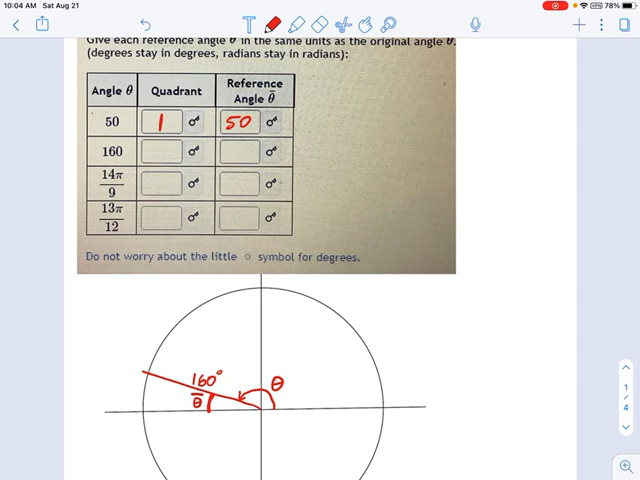 10:04 AM Sat Aug 21
VPN 78%
Give each reference angle θ̄ in the same units as the original angle θ.
(degrees stay in degrees, radians stay in radians):
Angle θ Quadrant Reference Angle θ̄
50 1 50
160
14π/9
13π/12
Do not worry about the little o symbol for degrees.
160° θ
θ̄
1
/
4